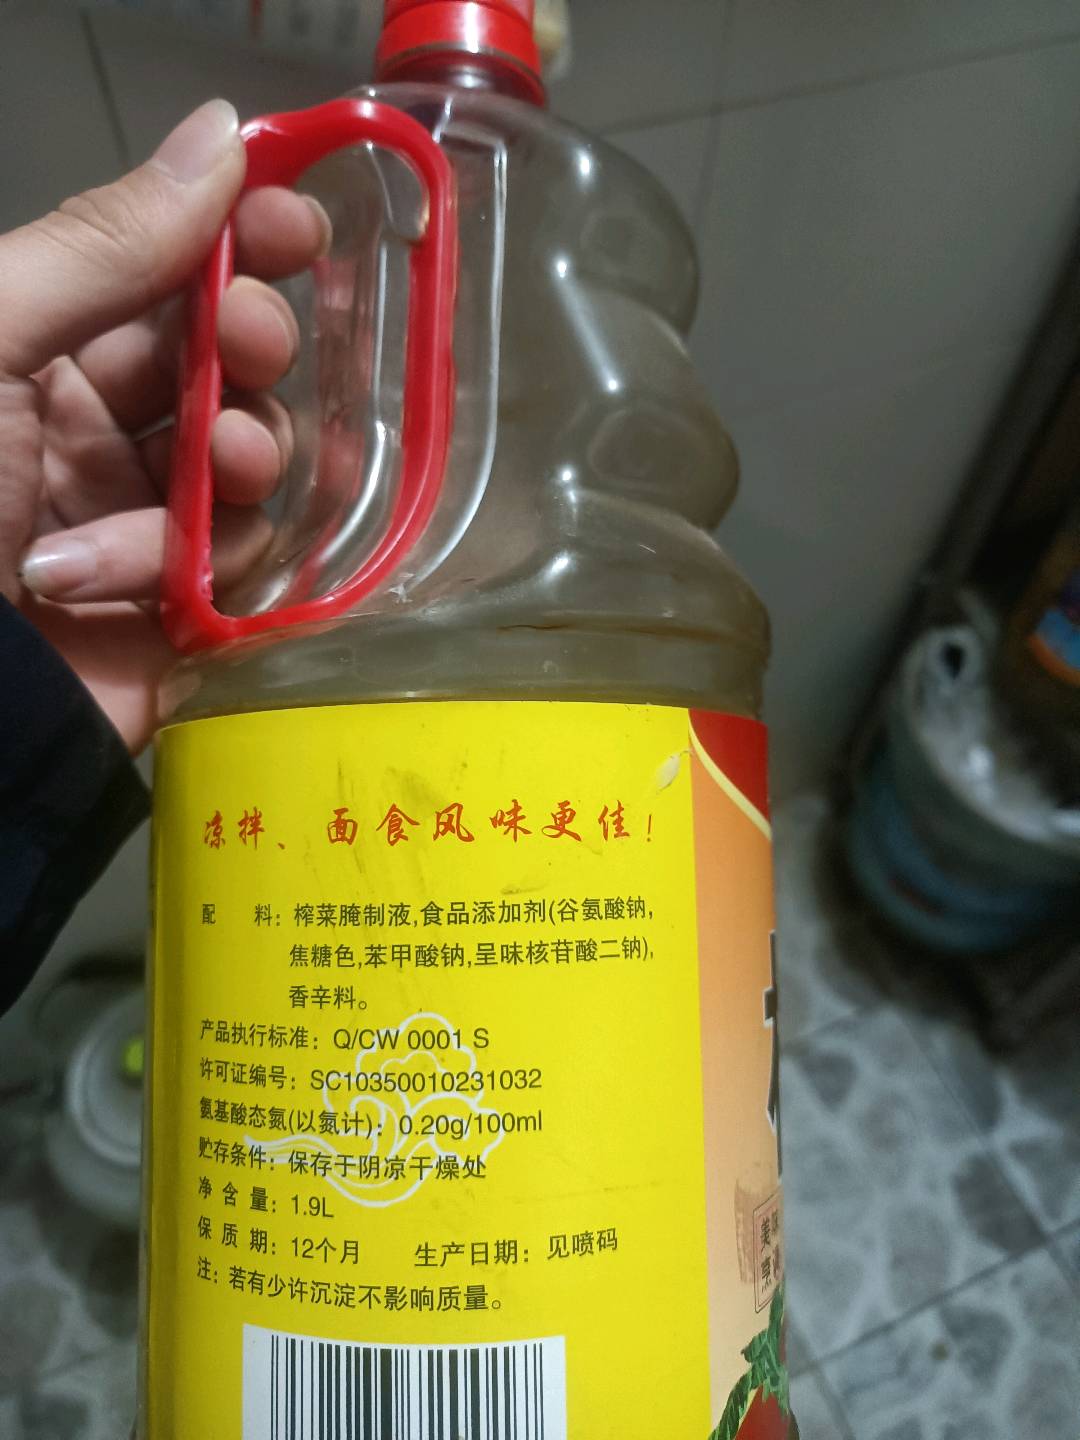 凉拌、面食风味更佳!
配 料：榨菜腌制液,食品添加剂(谷氨酸钠,
焦糖色,苯甲酸钠,呈味核苷酸二钠),
香辛料。
产品执行标准：Q/CW 0001 S
许可证编号：SC10350010231032
氨基酸态氮(以氮计)：0.20g/100ml
贮存条件：保存于阴凉干燥处
净含量：1.9L
保质期：12个月 生产日期：见喷码
注：若有少许沉淀不影响质量。